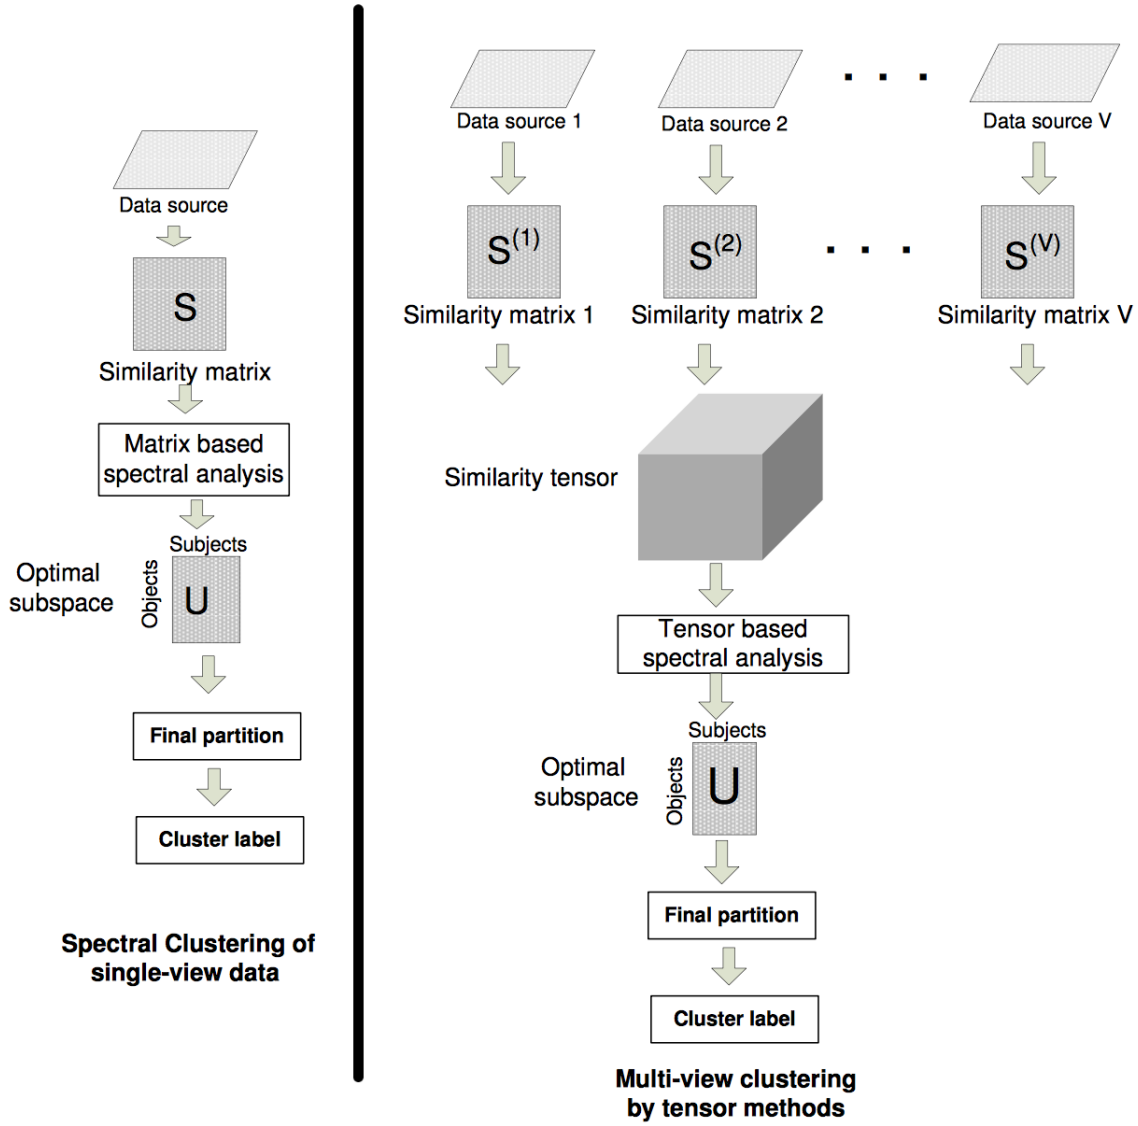 Data source
S
Similarity matrix
Matrix based
spectral analysis
Subjects
Objects
Optimal
subspace
U
Final partition
Cluster label
Spectral Clustering of
single-view data
Data source 1
Data source 2
. . .
Data source V
S(1)
S(2)
. . .
S(V)
Similarity matrix 1
Similarity matrix 2
Similarity matrix V
Similarity tensor
Tensor based
spectral analysis
Subjects
Objects
Optimal
subspace
U
Final partition
Cluster label
Multi-view clustering
by tensor methods